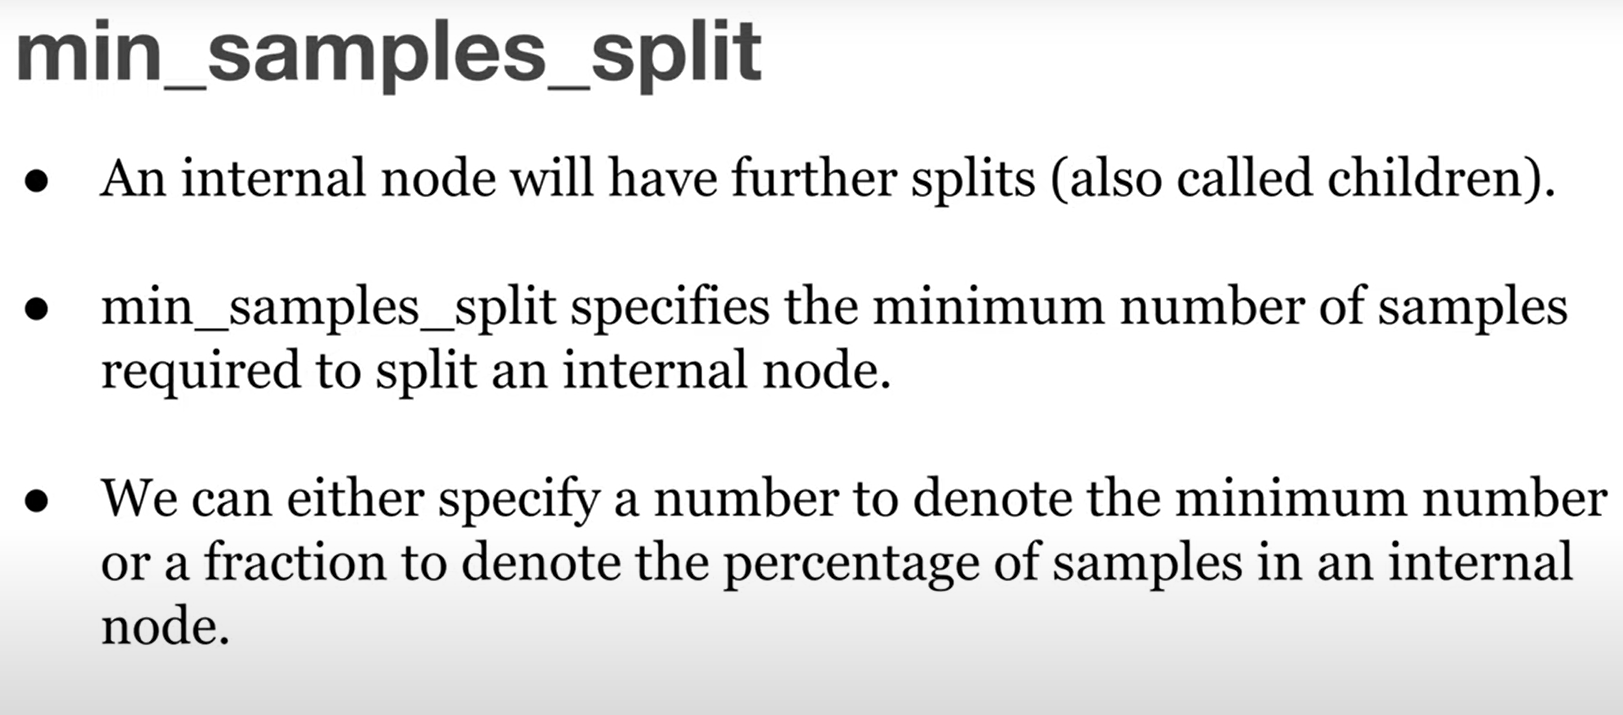 min_samples_split
● An internal node will have further splits (also called children).
● min_samples_split specifies the minimum number of samples
required to split an internal node.
● We can either specify a number to denote the minimum number
or a fraction to denote the percentage of samples in an internal
node.